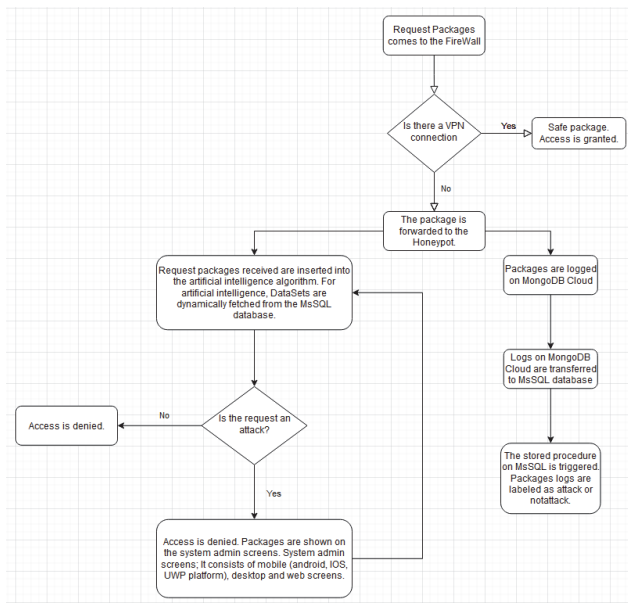 Request Packages
comes to the FireWall
Is there a VPN
connection
Yes
Safe package.
Access is granted.
No
The package is
forwarded to the
Honeypot.
Request packages received are inserted into
the artificial intelligence algorithm. For
artificial intelligence, DataSets are
dynamically fetched from the MsSQL
database.
Packages are logged
on MongoDB Cloud
Logs on MongoDB
Cloud are transferred
to MsSQL database
Is the request an
attack?
No
Access is denied.
The stored procedure
on MsSQL is triggered.
Packages logs are
labeled as attack or
notattack.
Yes
Access is denied. Packages are shown on
the system admin screens. System admin
screens; It consists of mobile (android, IOS,
UWP platform), desktop and web screens.